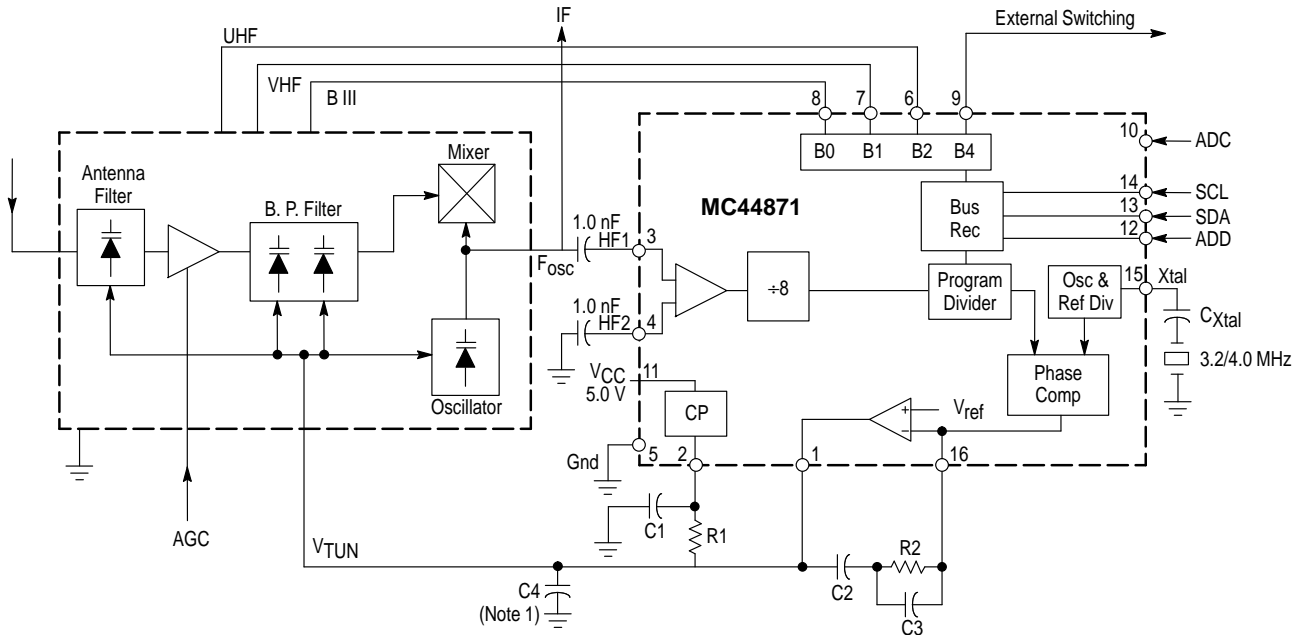 IF
External Switching
UHF
VHF
B III
8
7
6
9
10
ADC
B0
B1
B2
B4
Antenna
Filter
B. P. Filter
Mixer
MC44871
Bus
Rec
14
SCL
13
SDA
12
ADD
1.0 nF
HF1
3
Fosc
÷8
Program
Divider
Osc &
Ref Div
15
Xtal
CXtal
3.2/4.0 MHz
1.0 nF
HF2
4
Oscillator
VCC
5.0 V
11
CP
Phase
Comp
+
−
Vref
Gnd
5
2
1
16
AGC
C1
R1
VTUN
C4
(Note 1)
C2
R2
C3